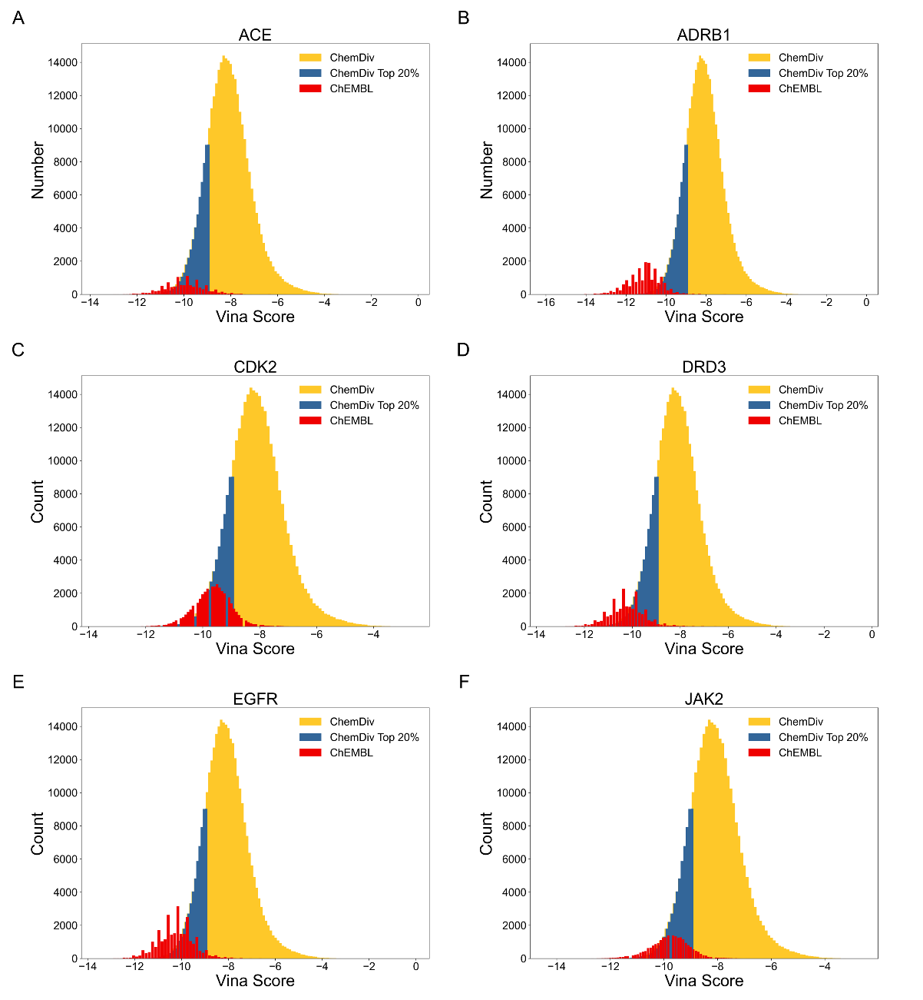 A
ACE
ChemDiv
ChemDiv Top 20%
ChEMBL
14000
12000
10000
8000
6000
4000
2000
0
Number
−14
−12
−10
−8
−6
−4
−2
0
Vina Score
B
ADRB1
ChemDiv
ChemDiv Top 20%
ChEMBL
14000
12000
10000
8000
6000
4000
2000
0
Number
−16
−14
−12
−10
−8
−6
−4
−2
0
Vina Score
C
CDK2
ChemDiv
ChemDiv Top 20%
ChEMBL
14000
12000
10000
8000
6000
4000
2000
0
Count
−14
−12
−10
−8
−6
−4
Vina Score
D
DRD3
ChemDiv
ChemDiv Top 20%
ChEMBL
14000
12000
10000
8000
6000
4000
2000
0
Count
−14
−12
−10
−8
−6
−4
−2
0
Vina Score
E
EGFR
ChemDiv
ChemDiv Top 20%
ChEMBL
14000
12000
10000
8000
6000
4000
2000
0
Count
−14
−12
−10
−8
−6
−4
−2
0
Vina Score
F
JAK2
ChemDiv
ChemDiv Top 20%
ChEMBL
14000
12000
10000
8000
6000
4000
2000
0
Count
−14
−12
−10
−8
−6
−4
Vina Score